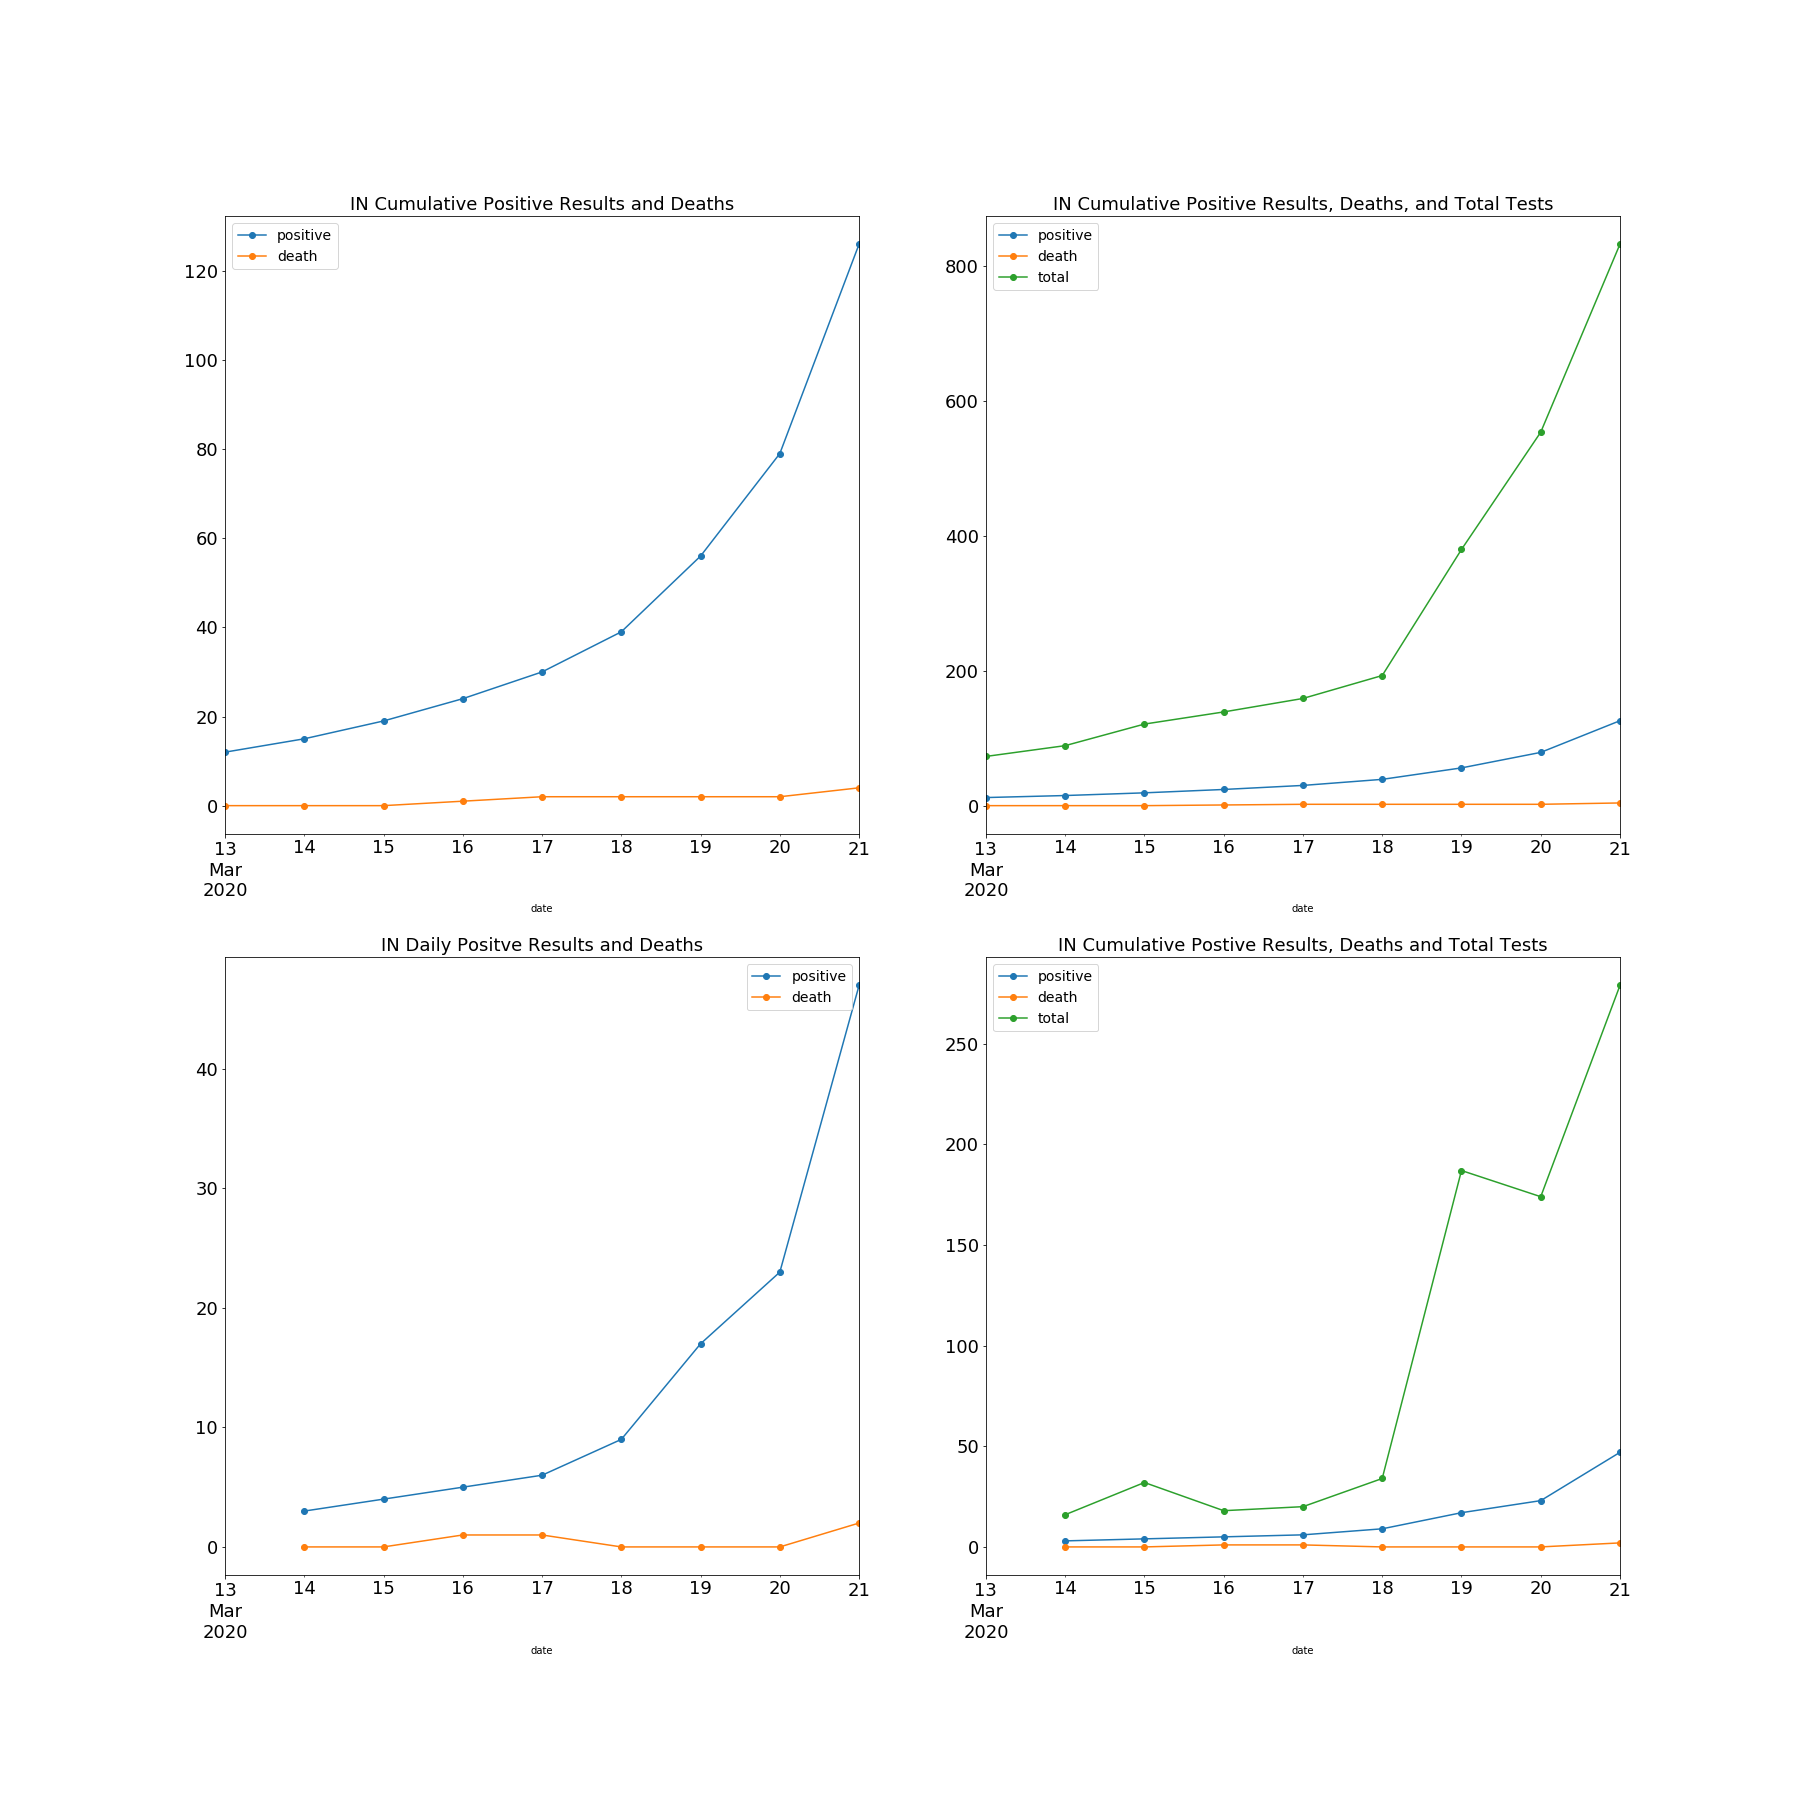 IN Cumulative Positive Results and Deaths
positive
death
120
100
80
60
40
20
0
13 14 15 16 17 18 19 20 21
Mar
2020
date
IN Cumulative Positive Results, Deaths, and Total Tests
positive
death
total
800
600
400
200
0
13 14 15 16 17 18 19 20 21
Mar
2020
date
IN Daily Positve Results and Deaths
positive
death
40
30
20
10
0
13 14 15 16 17 18 19 20 21
Mar
2020
date
IN Cumulative Postive Results, Deaths and Total Tests
positive
death
total
250
200
150
100
50
0
13 14 15 16 17 18 19 20 21
Mar
2020
date